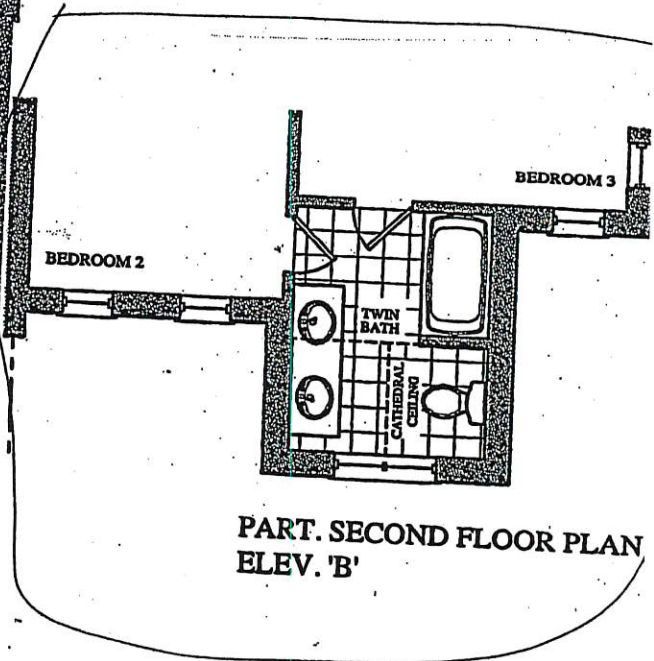 BEDROOM 3
BEDROOM 2
TWIN
BATH
CATHEDRAL
CEILING
PART. SECOND FLOOR PLAN
ELEV. 'B'